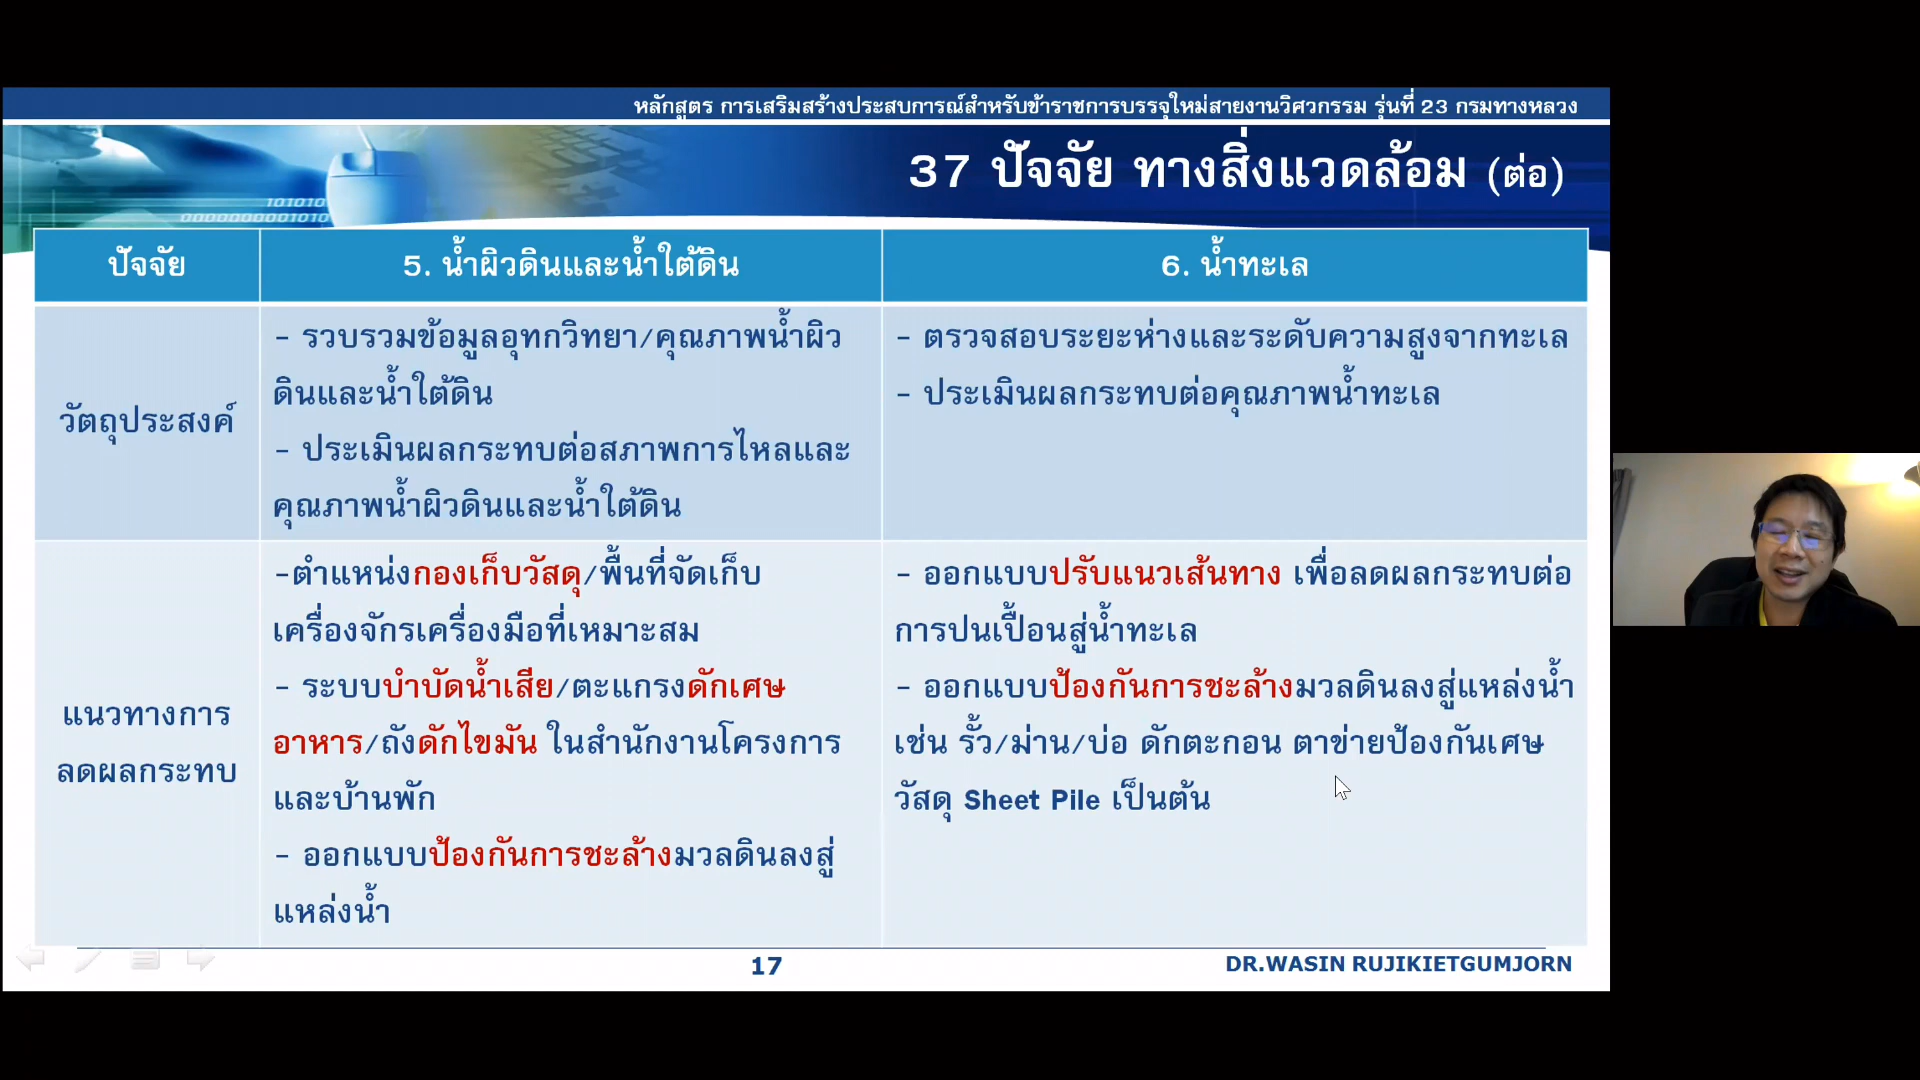 หลักสูตร การเสริมสร้างประสบการณ์สำหรับข้าราชการบรรจุใหม่สายงานวิศวกรรม รุ่นที่ 23 กรมทางหลวง
37 ปัจจัย ทางสิ่งแวดล้อม (ต่อ)
101010
0000000001010
ปัจจัย
5. น้ำผิวดินและน้ำใต้ดิน
6. น้ำทะเล
วัตถุประสงค์
- รวบรวมข้อมูลอุทกวิทยา/คุณภาพน้ำผิว
ดินและน้ำใต้ดิน
- ประเมินผลกระทบต่อสภาพการไหลและ
คุณภาพน้ำผิวดินและน้ำใต้ดิน
- ตรวจสอบระยะห่างและระดับความสูงจากทะเล
- ประเมินผลกระทบต่อคุณภาพน้ำทะเล
แนวทางการ
ลดผลกระทบ
-ตำแหน่งกองเก็บวัสดุ/พื้นที่จัดเก็บ
เครื่องจักรเครื่องมือที่เหมาะสม
- ระบบบำบัดน้ำเสีย/ตะแกรงดักเศษ
อาหาร/ถังดักไขมัน ในสำนักงานโครงการ
และบ้านพัก
- ออกแบบป้องกันการชะล้างมวลดินลงสู่
แหล่งน้ำ
- ออกแบบปรับแนวเส้นทาง เพื่อลดผลกระทบต่อ
การปนเปื้อนสู่น้ำทะเล
- ออกแบบป้องกันการชะล้างมวลดินลงสู่แหล่งน้ำ
เช่น รั้ว/ม่าน/บ่อ ดักตะกอน ตาข่ายป้องกันเศษ
วัสดุ Sheet Pile เป็นต้น
17
DR.WASIN RUJIKIETGUMJORN